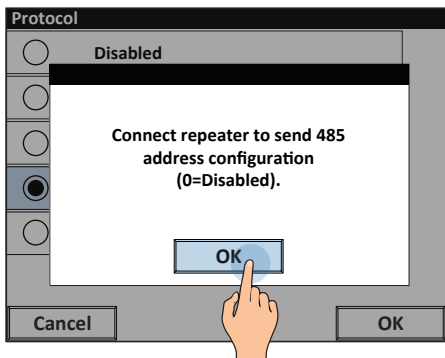 Protocol
Disabled
Connect repeater to send 485
address configuration
(0=Disabled).
OK
Cancel
OK